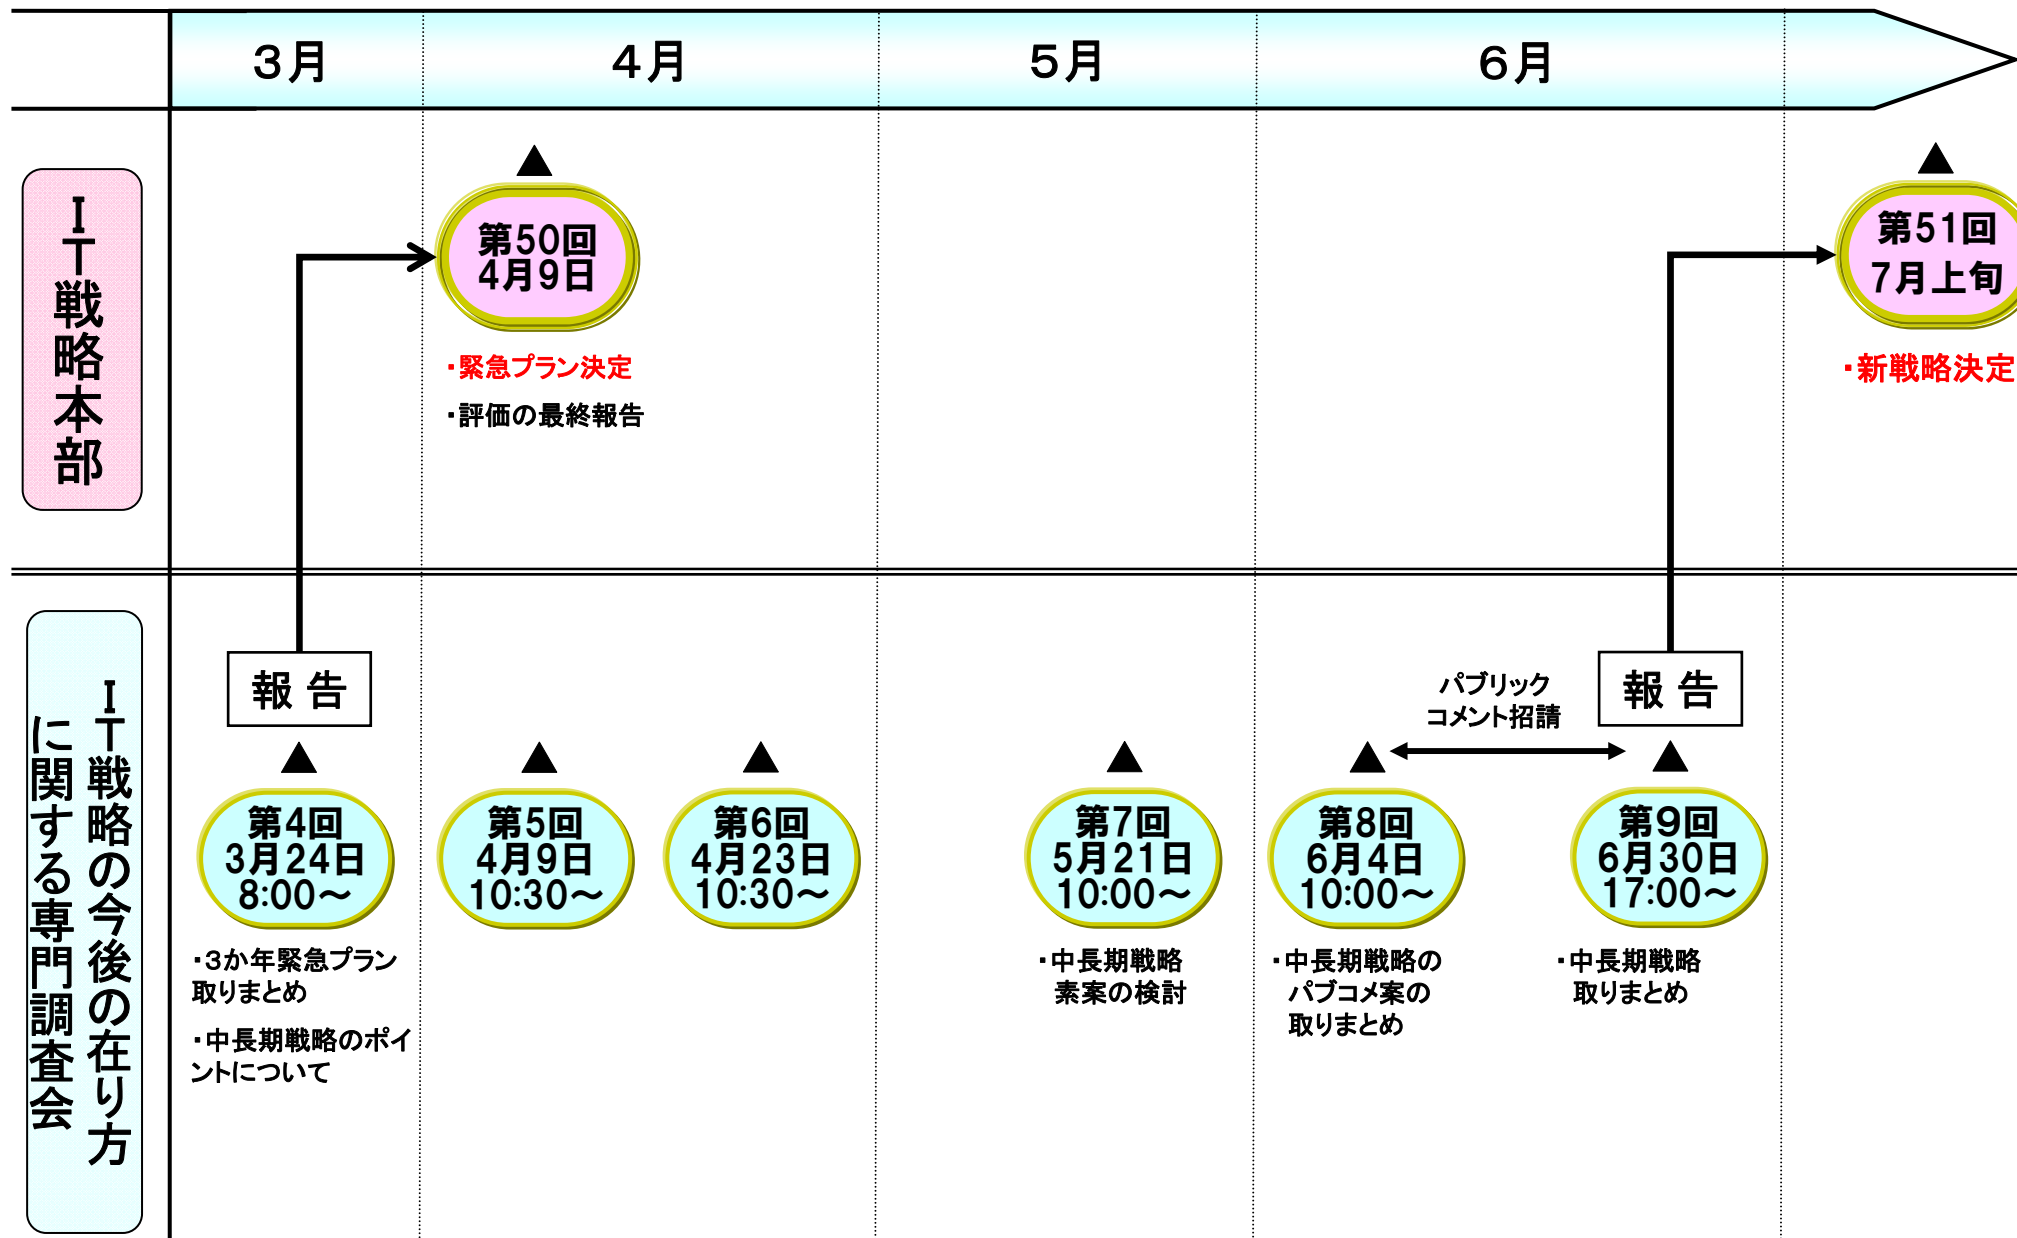 3月
4月
5月
6月
IT戦略本部
第50回
4月9日
・緊急プラン決定
・評価の最終報告
第51回
7月上旬
・新戦略決定
IT戦略の今後の在り方
に関する専門調査会
報 告
第4回
3月24日
8:00～
・3か年緊急プラン
取りまとめ
・中長期戦略のポイ
ントについて
第5回
4月9日
10:30～
第6回
4月23日
10:30～
第7回
5月21日
10:00～
・中長期戦略
素案の検討
パブリック
コメント招請
第8回
6月4日
10:00～
・中長期戦略の
パブコメ案の
取りまとめ
報 告
第9回
6月30日
17:00～
・中長期戦略
取りまとめ